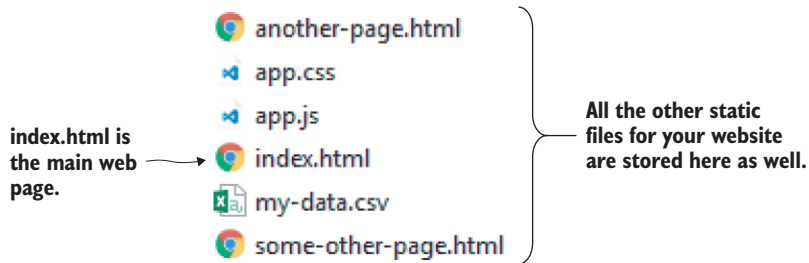 another-page.html
app.css
app.js
index.html is
the main web
page.
index.html
my-data.csv
some-other-page.html
All the other static
files for your website
are stored here as well.